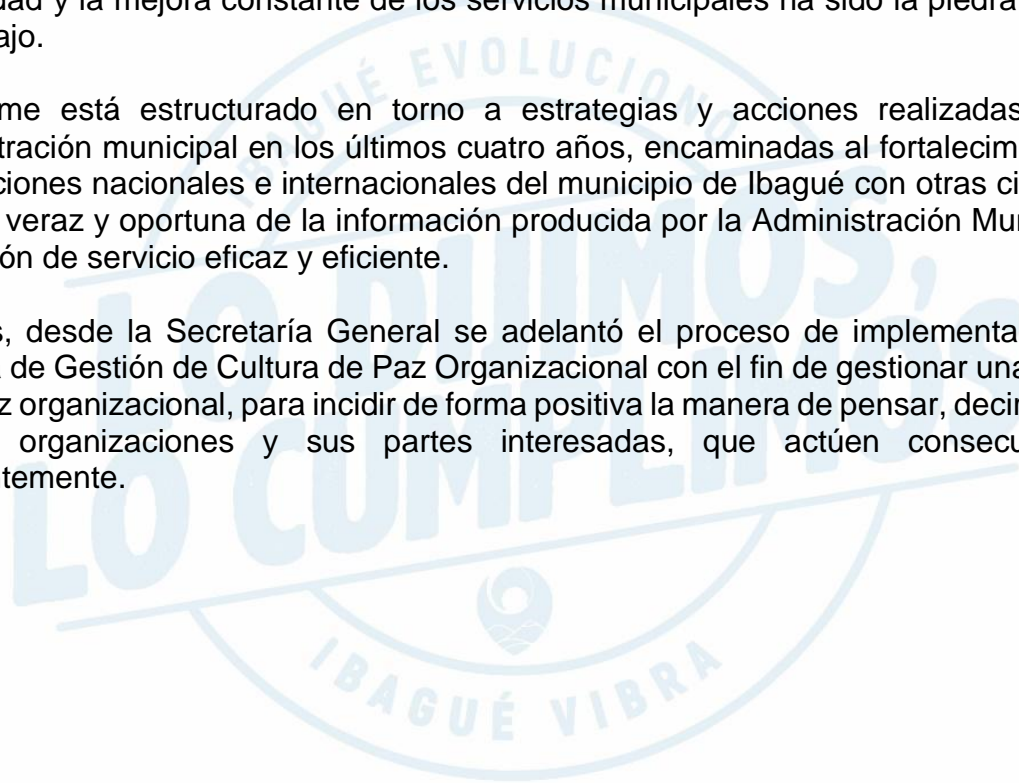 dad y la mejora constante de los servicios municipales ha sido la piedra
ajo.
me está estructurado en torno a estrategias y acciones realizadas
tración municipal en los últimos cuatro años, encaminadas al fortalecim
ciones nacionales e internacionales del municipio de Ibagué con otras ci
veraz y oportuna de la información producida por la Administración Mu
ón de servicio eficaz y eficiente.
s, desde la Secretaría General se adelantó el proceso de implementa
de Gestión de Cultura de Paz Organizacional con el fin de gestionar una
z organizacional, para incidir de forma positiva la manera de pensar, decir
organizaciones y sus partes interesadas, que actúen consecu
temente.
IBAGUÉ EVOLUCIONÓ
LO DIJIMOS,
LO CUMPLIMOS
IBAGUÉ VIBRA